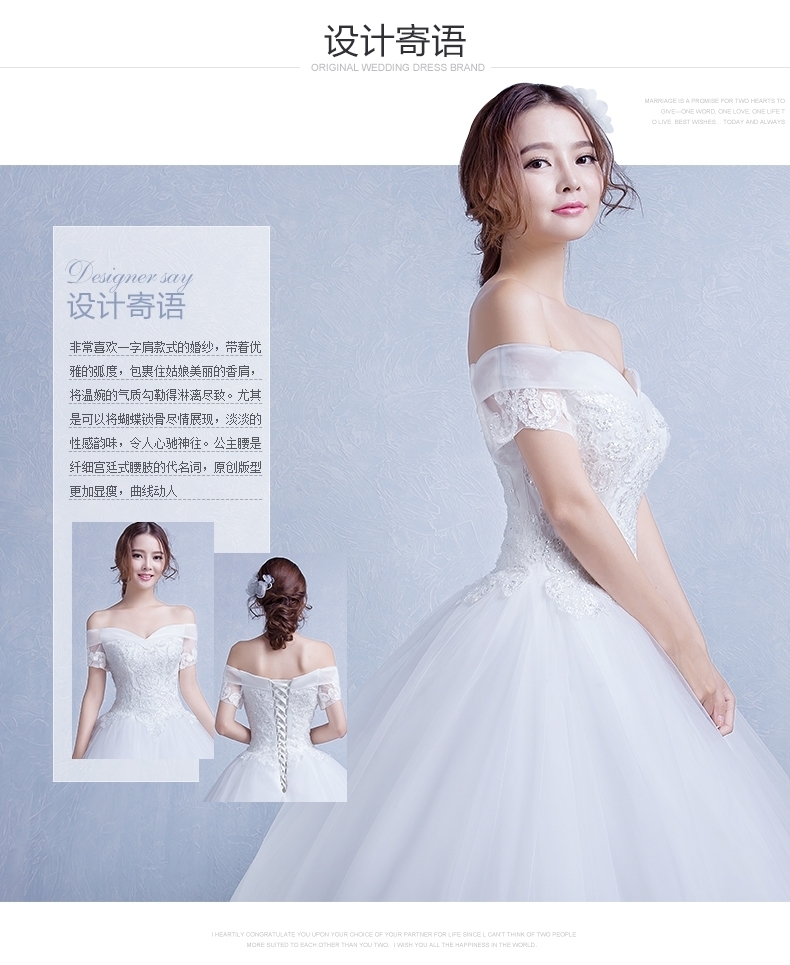 设计寄语
ORIGINAL WEDDING DRESS BRAND
MARRIAGE IS A PROMISE FOR TWO HEARTS TO
GIVE—ONE WORD, ONE LOVE, ONE LIFE T
O LIVE BEST WISHES... TODAY AND ALWAYS
Designer say
设计寄语
非常喜欢一字肩款式的婚纱，带着优
雅的弧度，包裹住姑娘美丽的香肩，
将温婉的气质勾勒得淋漓尽致。尤其
是可以将蝴蝶锁骨尽情展现，淡淡的
性感韵味，令人心驰神往。公主腰是
纤细宫廷式腰肢的代名词，原创版型
更加显瘦，曲线动人
I HEARTILY CONGRATULATE YOU UPON YOUR CHOICE OF YOUR PARTNER FOR LIFE SINCE L CAN'T THINK OF TWO PEOPLE
MORE SUITED TO EACH OTHER THAN YOU TWO. I WISH YOU ALL THE HAPPINESS IN THE WORLD.